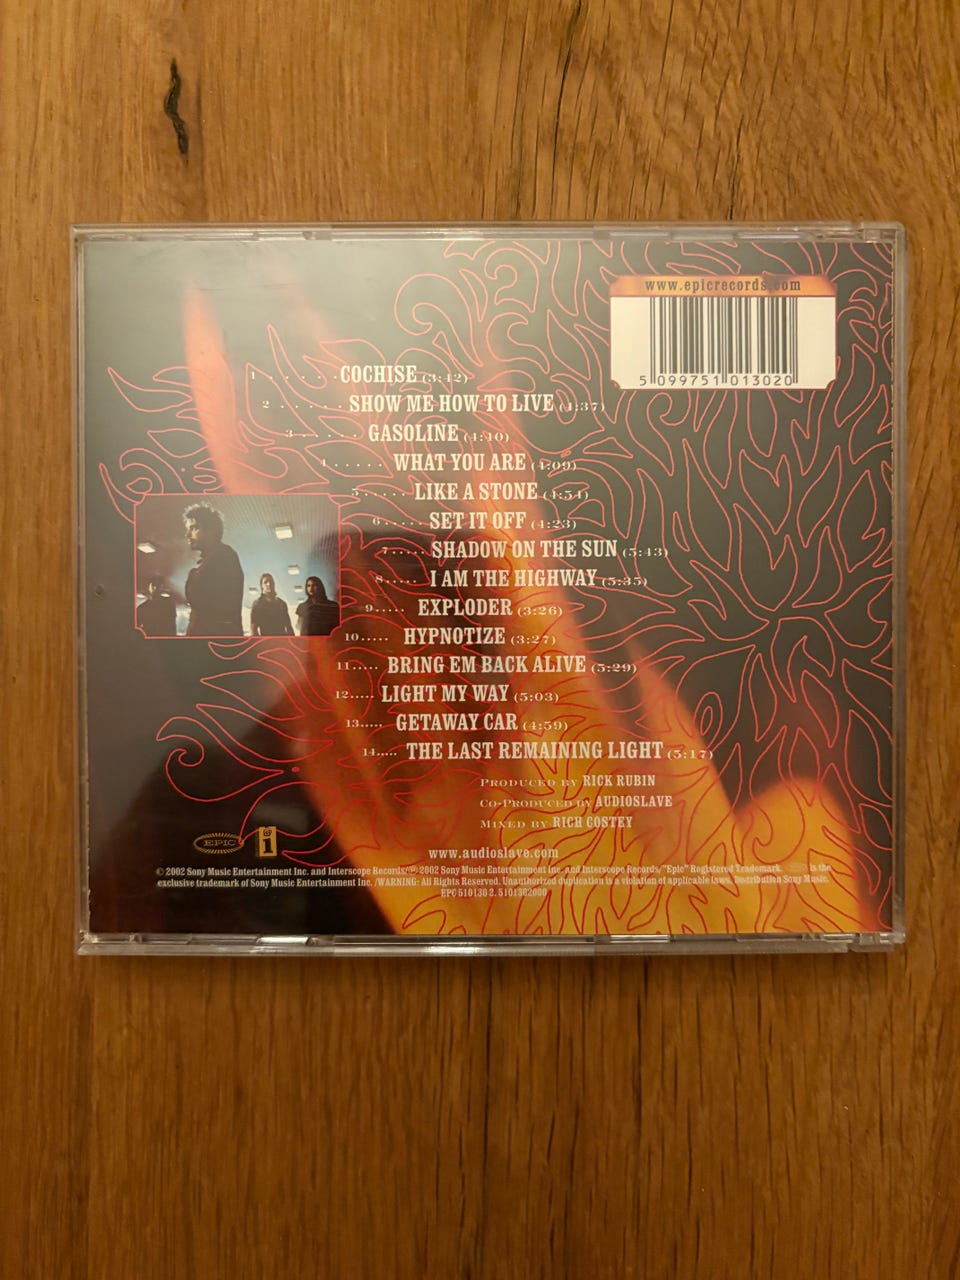 www.epicrecords.com
5 099751 013020
1 . . . . . . COCHISE (3:42)
2 . . . . . . SHOW ME HOW TO LIVE (4:37)
3 . . . . . GASOLINE (4:40)
4 . . . . . WHAT YOU ARE (4:09)
5 . . . . . LIKE A STONE (4:54)
6 . . . . . SET IT OFF (4:23)
7 ..... SHADOW ON THE SUN (5:43)
8 ..... I AM THE HIGHWAY (5:35)
9 ..... EXPLODER (3:26)
10 ..... HYPNOTIZE (3:27)
11 ..... BRING EM BACK ALIVE (5:29)
12 ..... LIGHT MY WAY (5:03)
13 ..... GETAWAY CAR (4:59)
14 ..... THE LAST REMAINING LIGHT (5:17)
PRODUCED BY RICK RUBIN
CO-PRODUCED BY AUDIOSLAVE
MIXED BY RICH COSTEY
EPIC
i
www.audioslave.com
© 2002 Sony Music Entertainment Inc. and Interscope Records/℗ 2002 Sony Music Entertainment Inc. and Interscope Records/"Epic" Registered Trademark. is the
exclusive trademark of Sony Music Entertainment Inc. /WARNING: All Rights Reserved. Unauthorized duplication is a violation of applicable laws. Distribution Sony Music.
EPC 510130 2. 5101302000